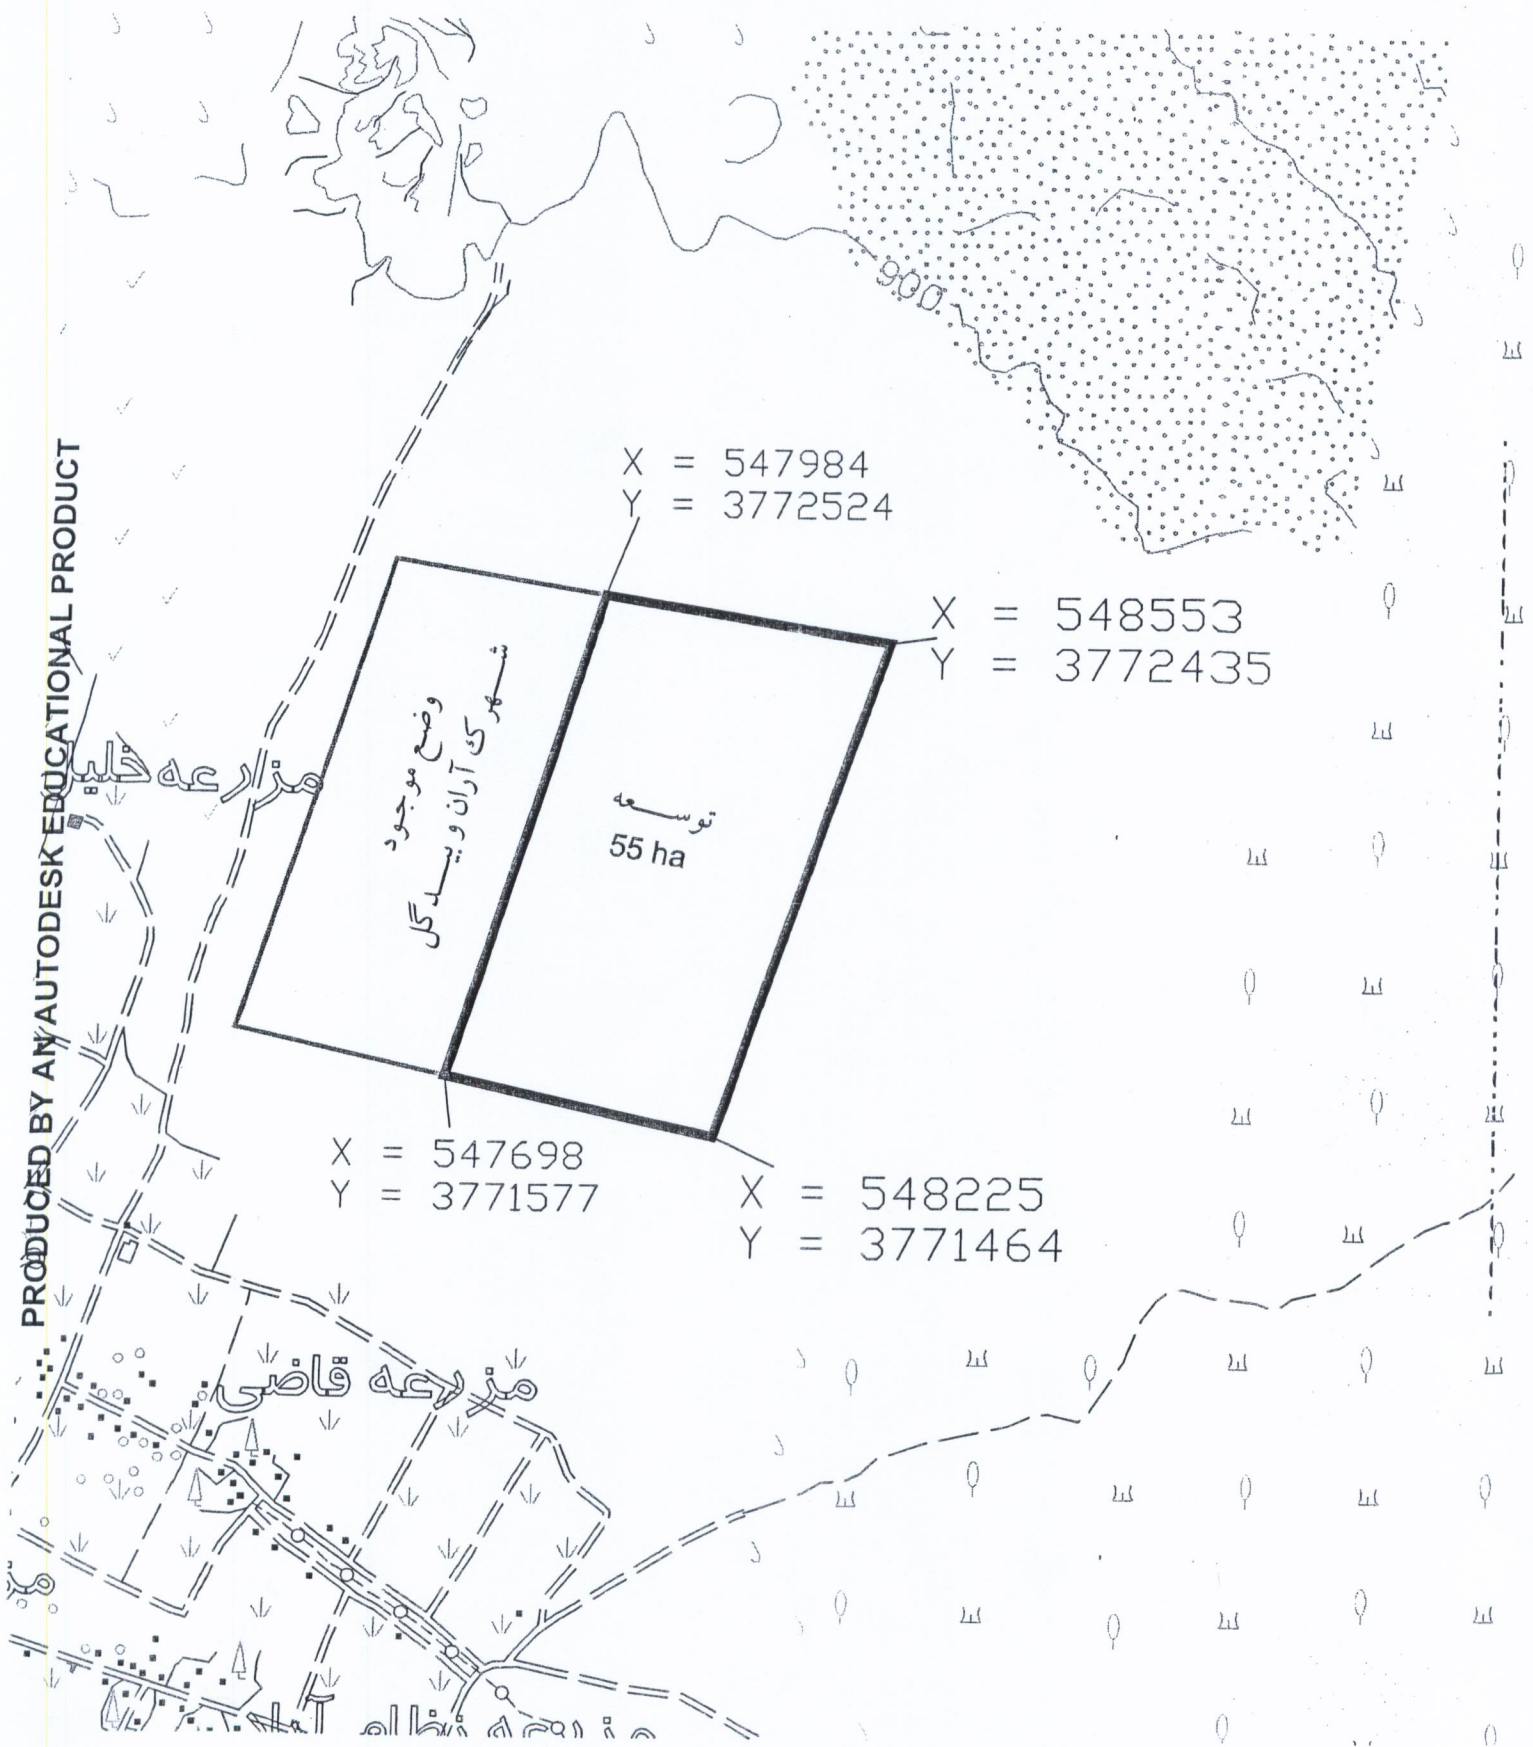 900
X = 547984
Y = 3772524
X = 548553
Y = 3772435
وضع موجود
شهرک آران و بیدگل
توسعه
55 ha
مزرعه خلیل
X = 547698
Y = 3771577
X = 548225
Y = 3771464
مزرعه قاضی
PRODUCED BY AN AUTODESK EDUCATIONAL PRODUCT